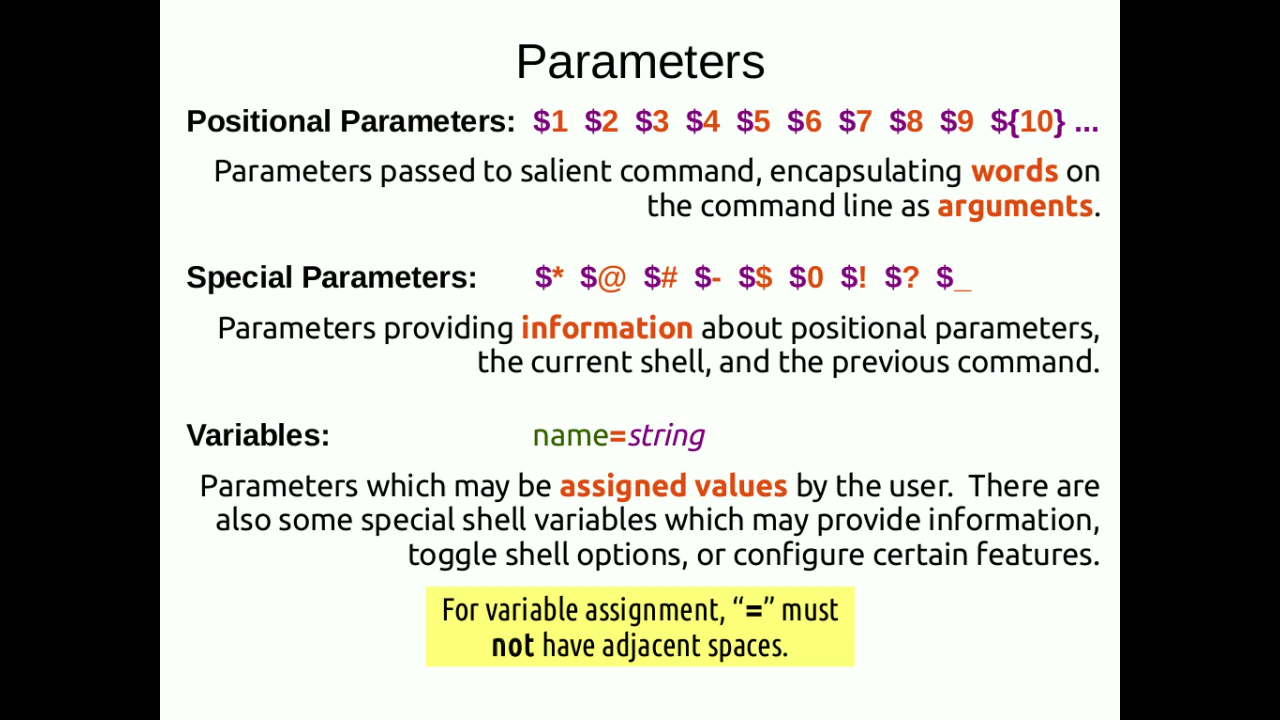 Parameters
Positional Parameters: $1 $2 $3 $4 $5 $6 $7 $8 $9 ${10} ...
Parameters passed to salient command, encapsulating words on
the command line as arguments.
Special Parameters: $* $@ $# $- $$ $0 $! $? $_
Parameters providing information about positional parameters,
the current shell, and the previous command.
Variables: name=string
Parameters which may be assigned values by the user. There are
also some special shell variables which may provide information,
toggle shell options, or configure certain features.
For variable assignment, “=” must
not have adjacent spaces.